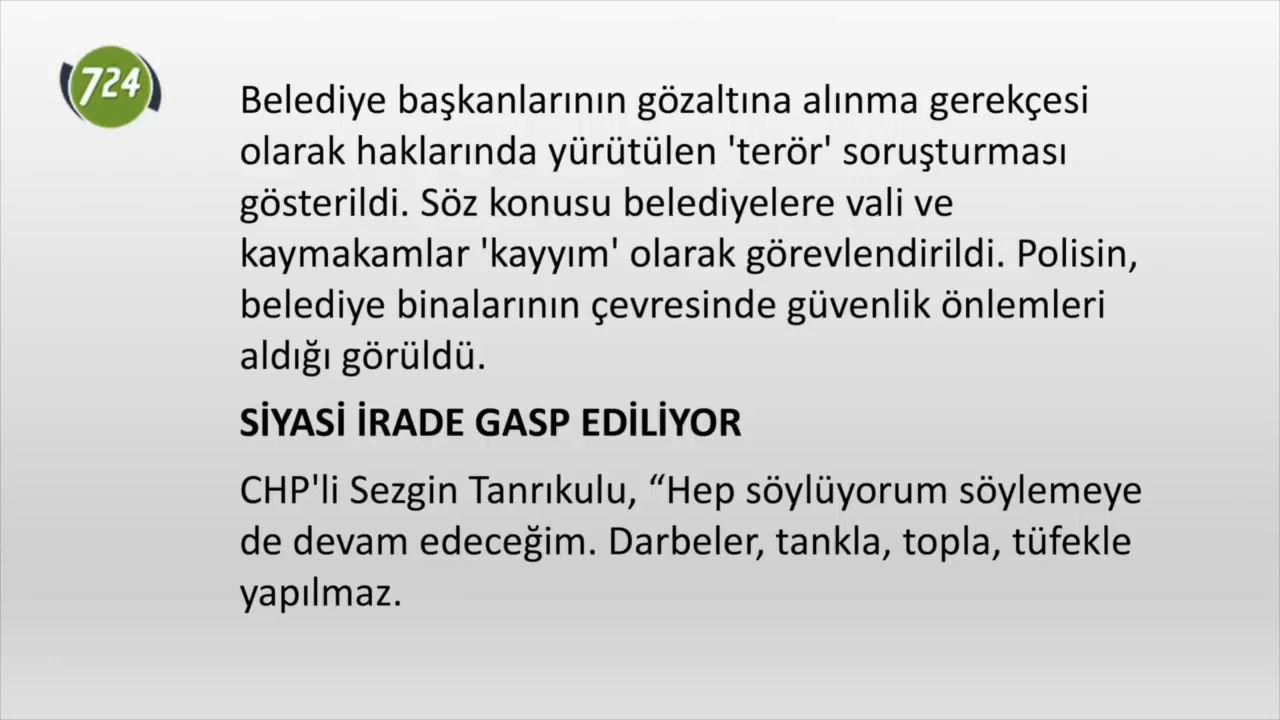 724
Belediye başkanlarının gözaltına alınma gerekçesi
olarak haklarında yürütülen 'terör' soruşturması
gösterildi. Söz konusu belediyelere vali ve
kaymakamlar 'kayyım' olarak görevlendirildi. Polisin,
belediye binalarının çevresinde güvenlik önlemleri
aldığı görüldü.
SİYASİ İRADE GASP EDİLİYOR
CHP'li Sezgin Tanrıkulu, “Hep söylüyorum söylemeye
de devam edeceğim. Darbeler, tankla, topla, tüfekle
yapılmaz.